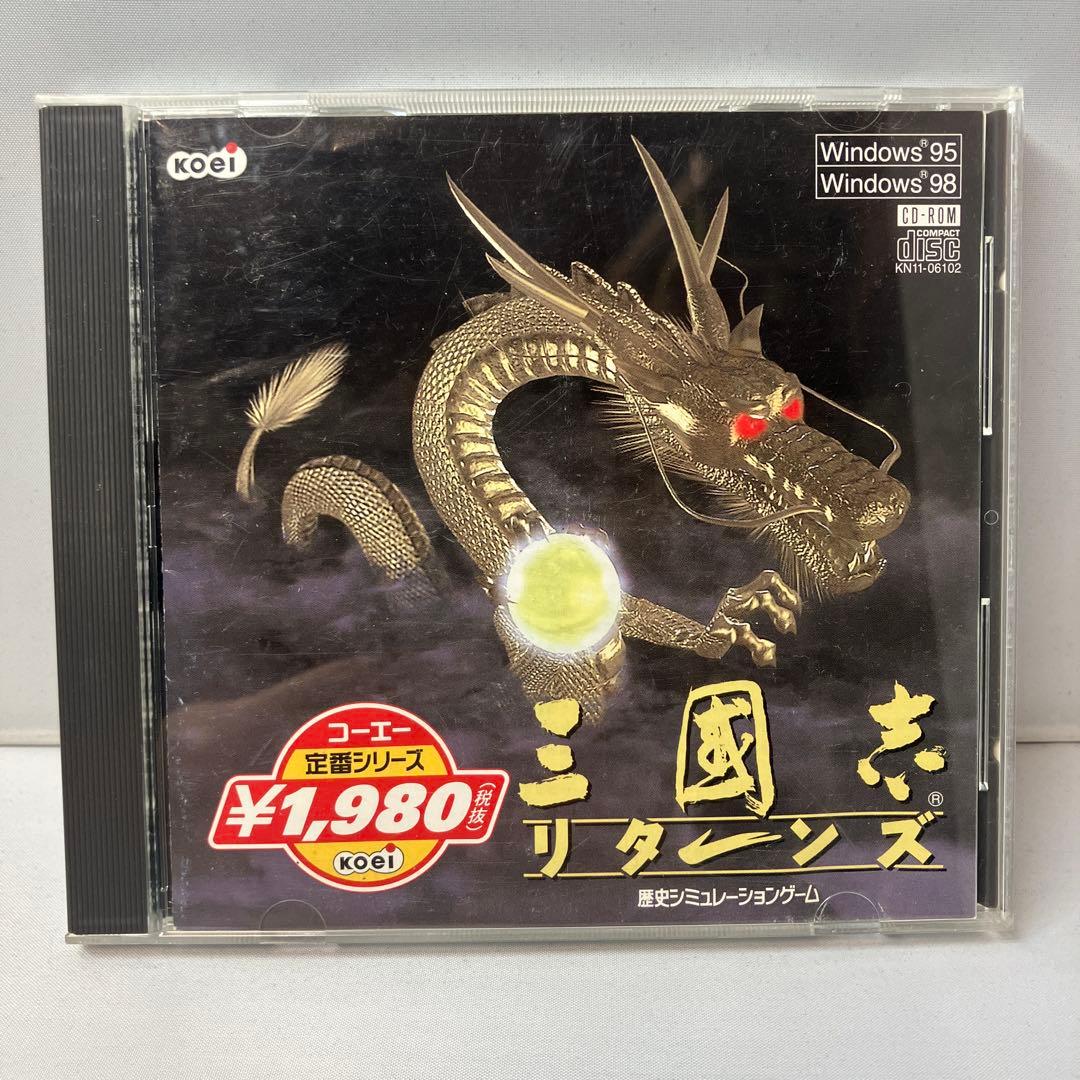 Koei
Windows® 95
Windows® 98
CD-ROM
COMPACT
disc
KN11-06102
コーエー
定番シリーズ
¥1,980(税抜)
Koei
三國志
リターンズ®
歴史シミュレーションゲーム